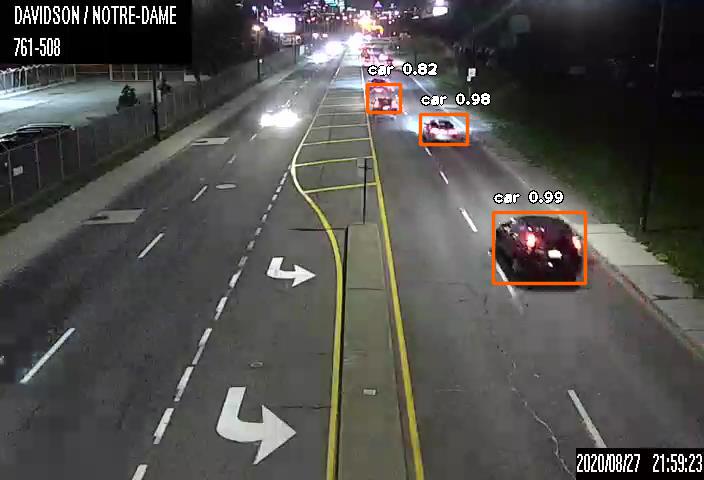 DAVIDSON / NOTRE-DAME
761-508
car 0.82
car 0.98
car 0.99
2020/08/27 21:59:23